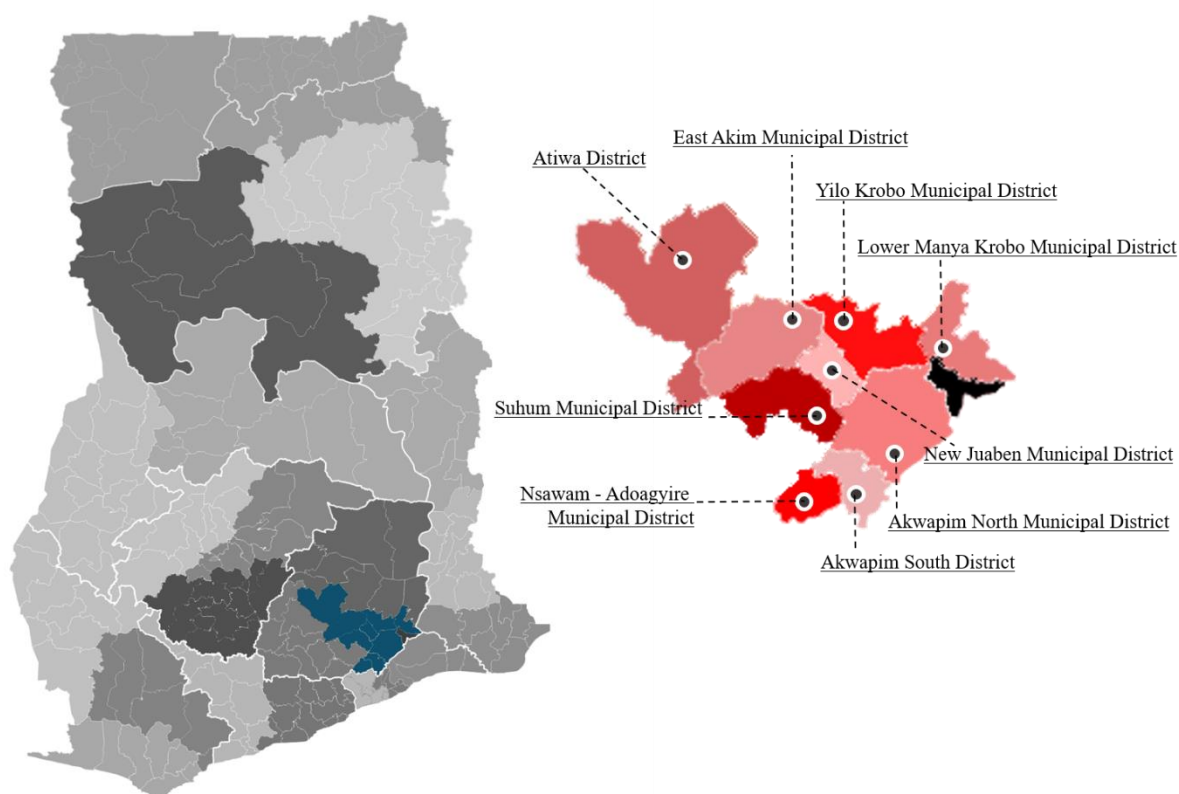 East Akim Municipal District
Atiwa District
Yilo Krobo Municipal District
Lower Manya Krobo Municipal District
Suhum Municipal District
New Juaben Municipal District
Nsawam - Adoagyire
Municipal District
Akwapim North Municipal District
Akwapim South District